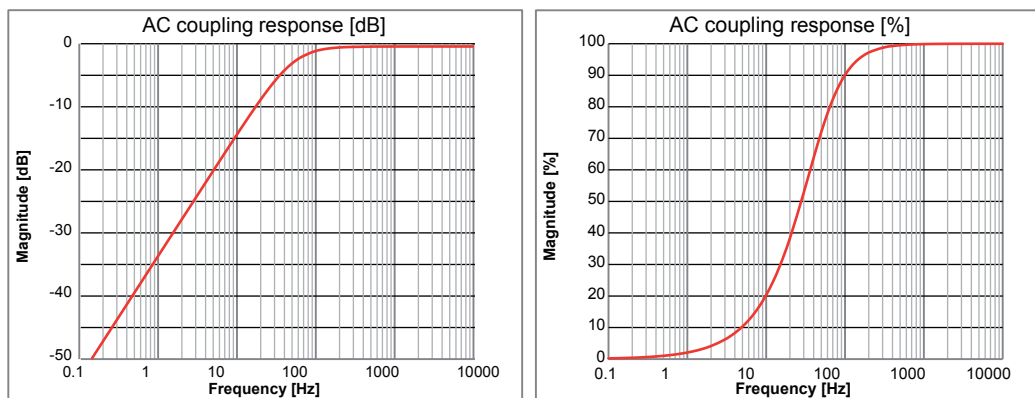 AC coupling response [dB]
0
-10
-20
-30
-40
-50
Magnitude [dB]
0.1 1 10 100 1000 10000
Frequency [Hz]
AC coupling response [%]
100
90
80
70
60
50
40
30
20
10
0
Magnitude [%]
0.1 1 10 100 1000 10000
Frequency [Hz]